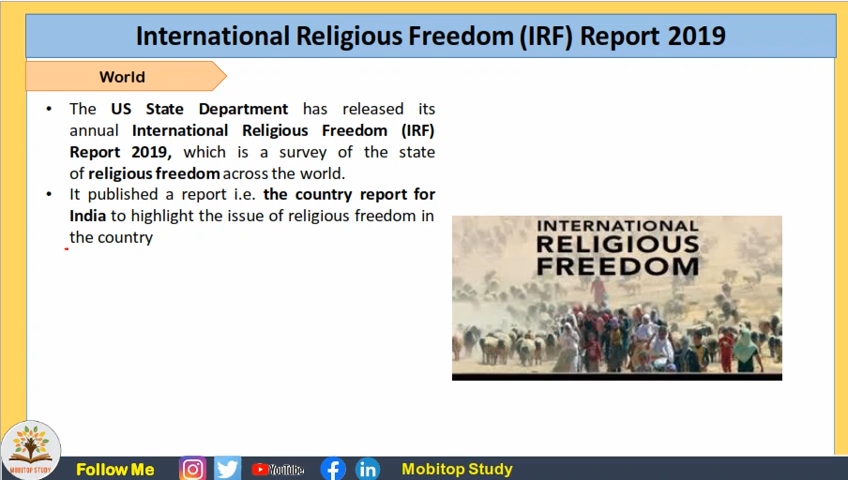 International Religious Freedom (IRF) Report 2019
World
• The US State Department has released its
annual International Religious Freedom (IRF)
Report 2019, which is a survey of the state
of religious freedom across the world.
• It published a report i.e. the country report for
India to highlight the issue of religious freedom in
the country
INTERNATIONAL
RELIGIOUS
FREEDOM
MOBITOP STUDY
Follow Me
YouTube
Mobitop Study